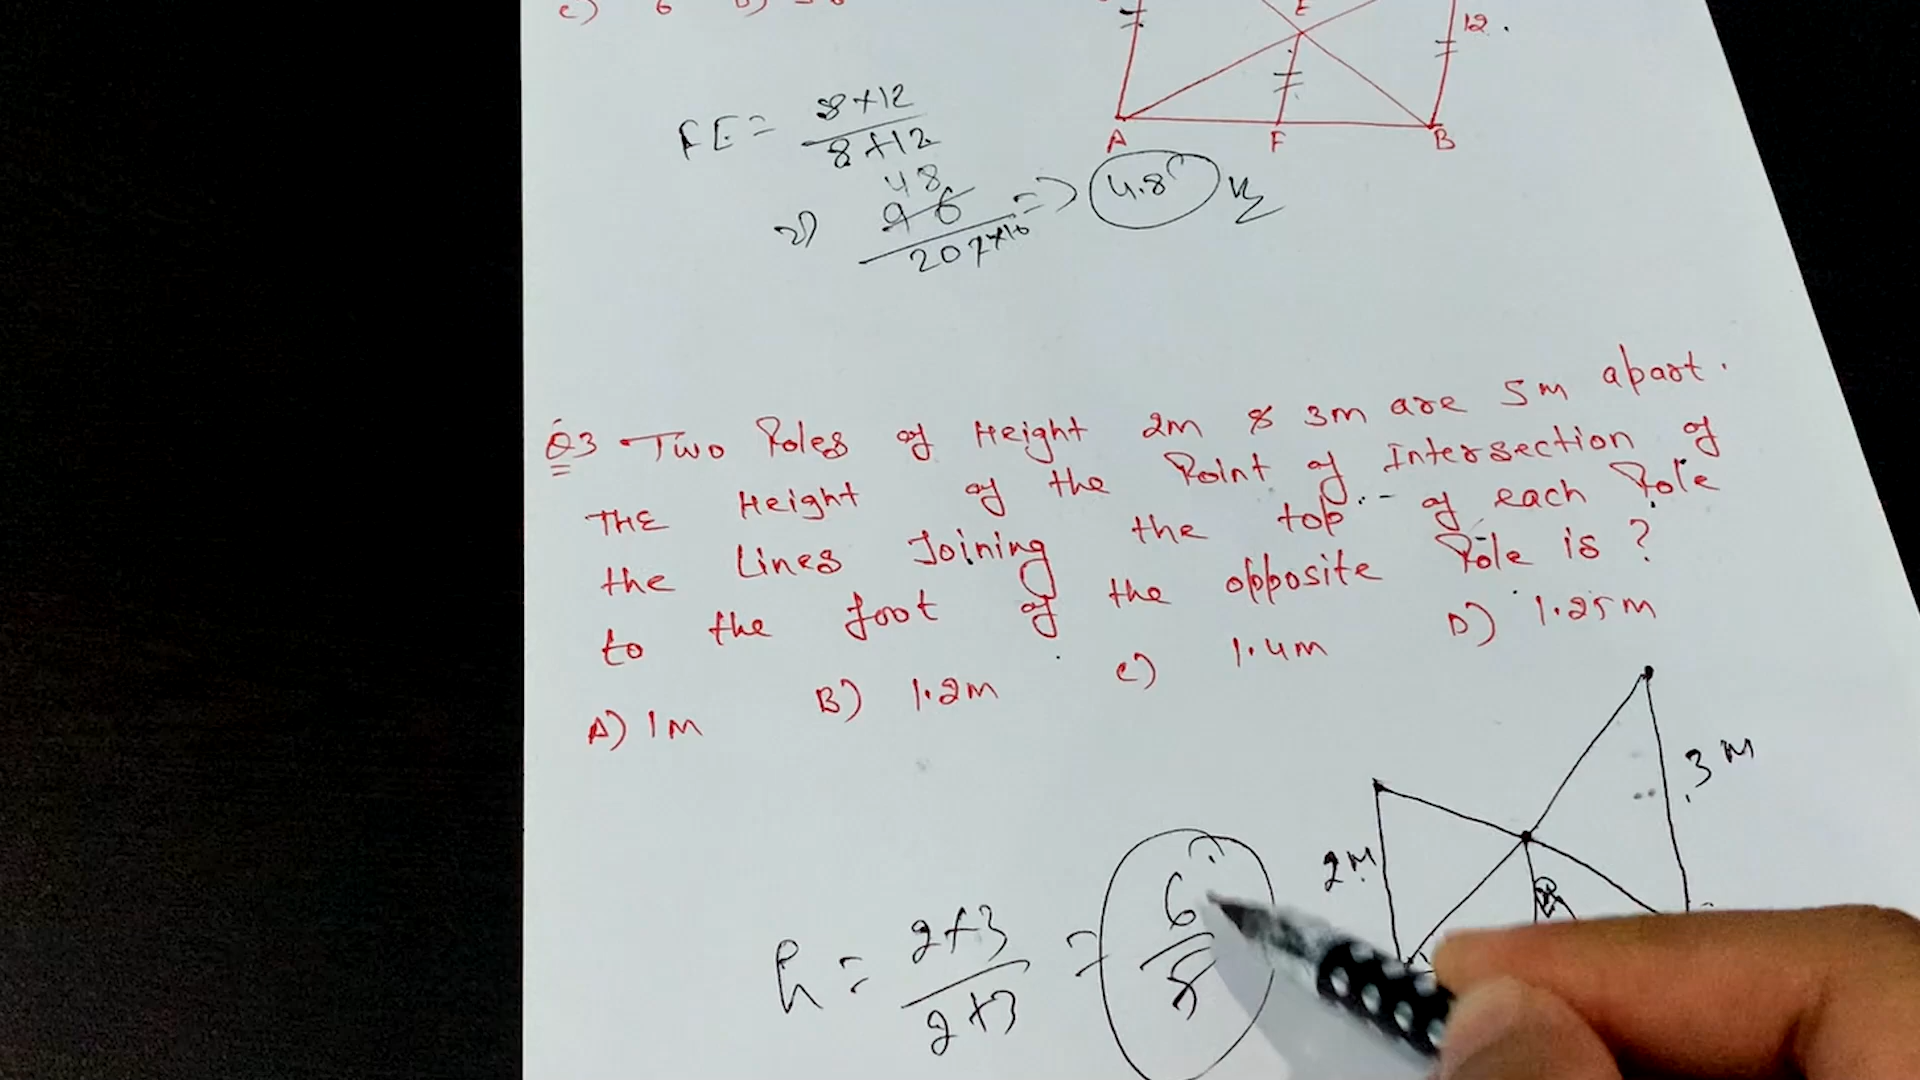 E
12.
A F B
FE = 8×12
8+12
48
⇒ 96 ⇒ 4.8
Q3 Two Poles of Height 2m & 3m are 5m apart.
THE Height of the Point of Intersection of
the Lines Joining the top of each Pole
to the foot of the opposite Pole is ?
A) 1M B) 1.2m C) 1.4m D) 1.25m
3 M
2M
h = 2×3 = 6
2+3 5